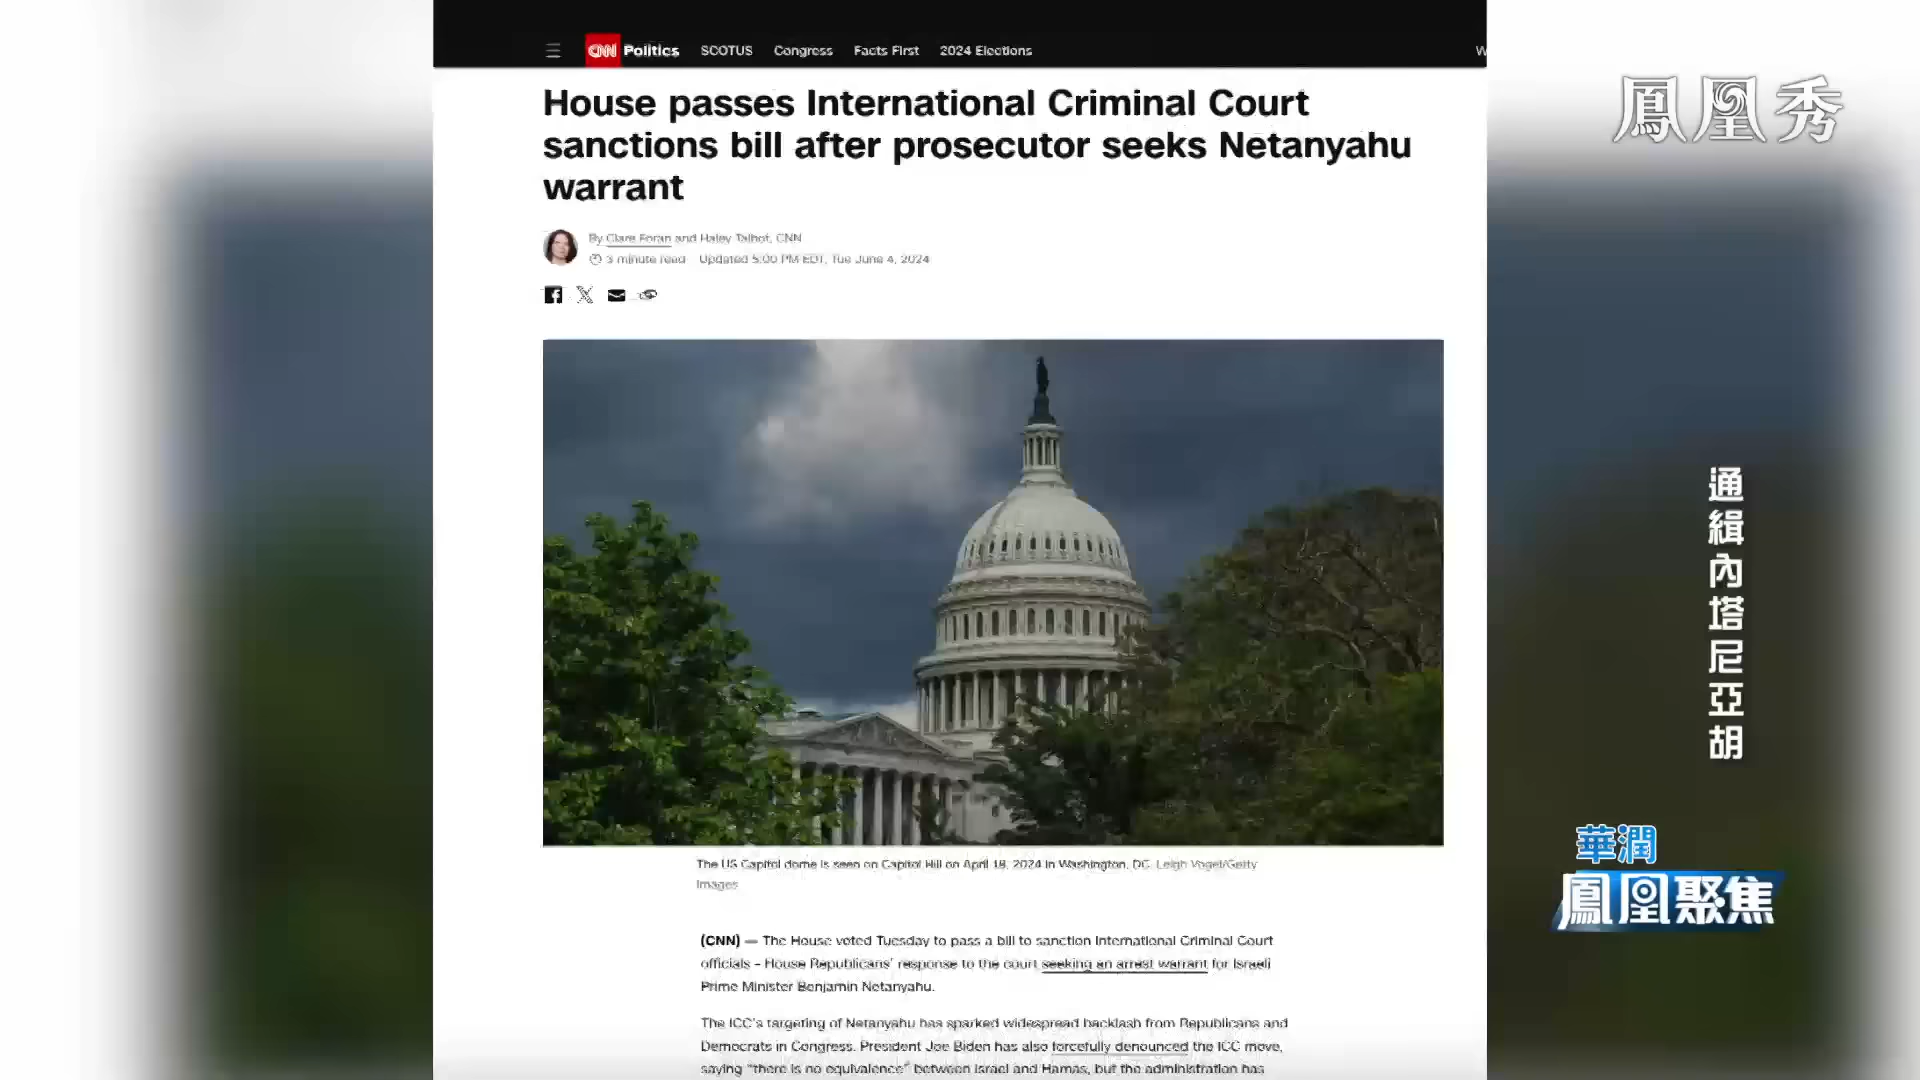 CNN Politics SCOTUS Congress Facts First 2024 Elections W
House passes International Criminal Court
sanctions bill after prosecutor seeks Netanyahu
warrant
By Clare Foran and Haley Talbot, CNN
3 minute read Updated 5:00 PM EDT, Tue June 4, 2024
The US Capitol dome is seen on Capitol Hill on April 18, 2024 in Washington, DC. Leigh Vogel/Getty
Images
(CNN) — The House voted Tuesday to pass a bill to sanction International Criminal Court
officials – House Republicans' response to the court seeking an arrest warrant for Israeli
Prime Minister Benjamin Netanyahu.
The ICC's targeting of Netanyahu has sparked widespread backlash from Republicans and
Democrats in Congress. President Joe Biden has also forcefully denounced the ICC move,
saying "there is no equivalence" between Israel and Hamas, but the administration has
鳳凰秀
通緝內塔尼亞胡
華潤
鳳凰聚焦